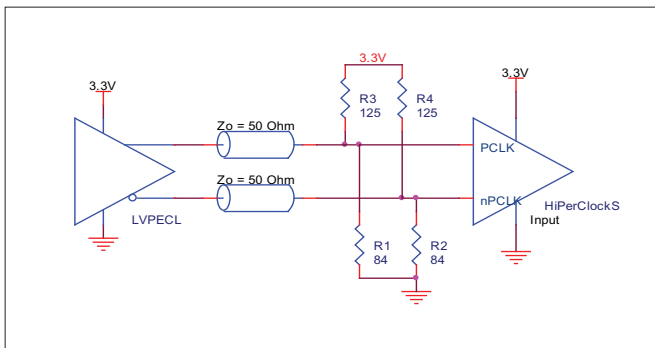 3.3V
3.3V
3.3V
R3
125
R4
125
Zo = 50 Ohm
PCLK
Zo = 50 Ohm
nPCLK
HiPerClockS
Input
LVPECL
R1
84
R2
84